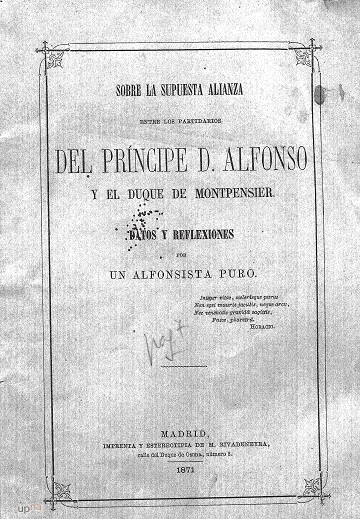 SOBRE LA SUPUESTA ALIANZA
ENTRE LOS PARTIDARIOS
DEL PRÍNCIPE D. ALFONSO
Y EL DUQUE DE MONTPENSIER.
DATOS Y REFLEXIONES
POR
UN ALFONSISTA PURO.
Integer vitæ, scelerisque purus
Non eget mauris jaculis, neque arcu,
Nec venenatis gravida sagittis,
Fusce, pharetrâ.
HORACIO.
MADRID,
IMPRENTA Y ESTEREOTIPIA DE M. RIVADENEYRA,
calle del Duque de Osuna, número 3.
1871